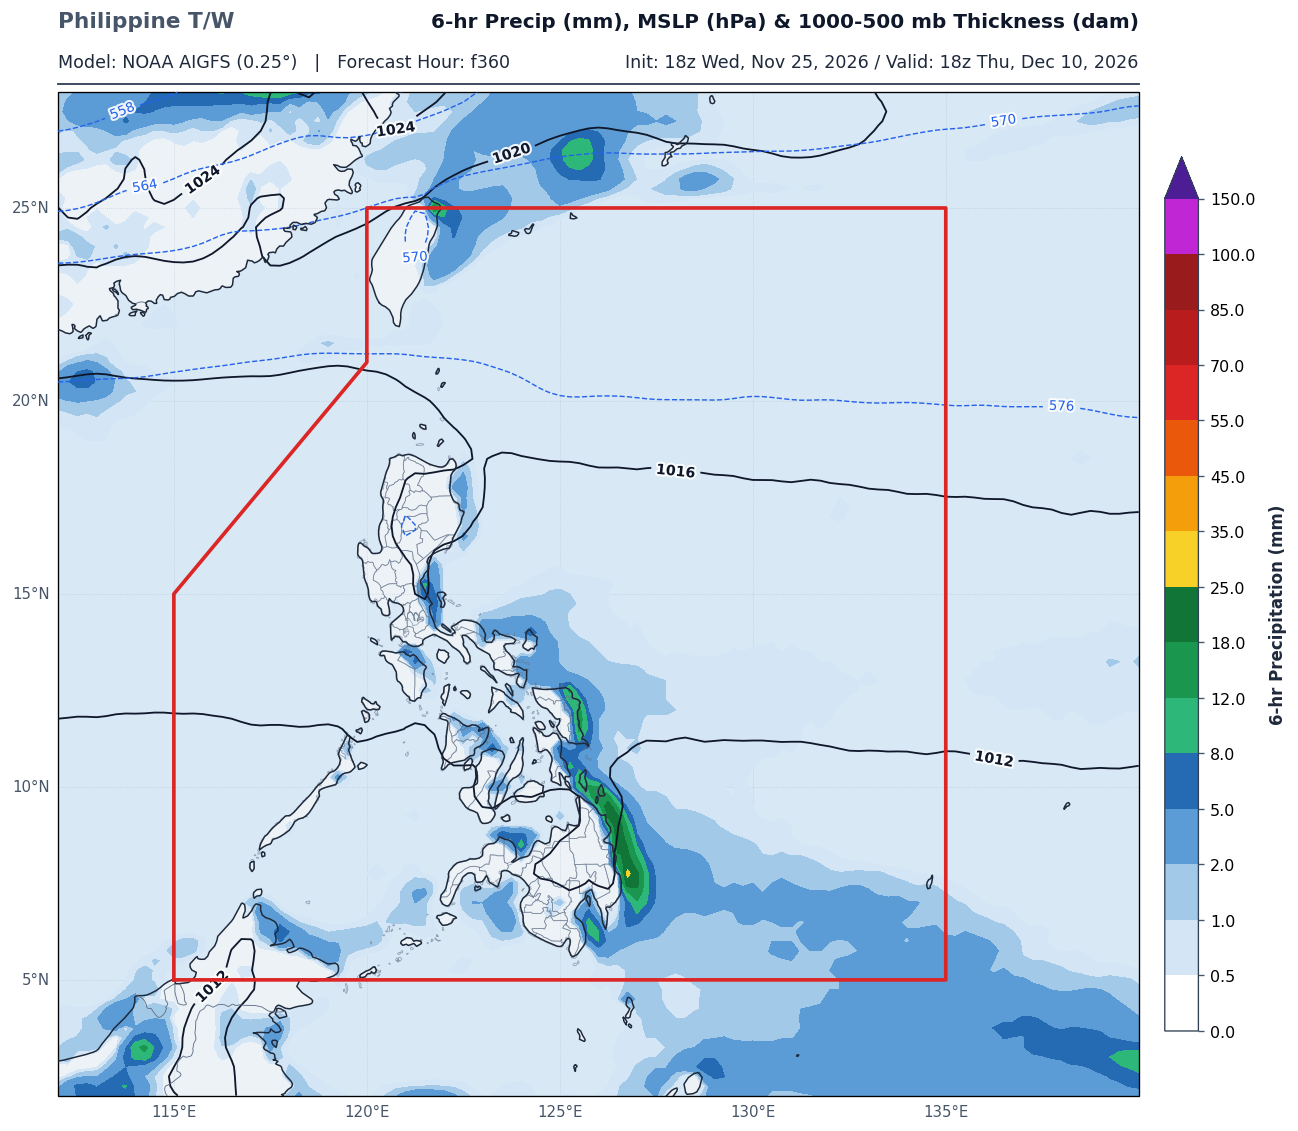 Philippine T/W
6-hr Precip (mm), MSLP (hPa) & 1000-500 mb Thickness (dam)
Model: NOAA AIGFS (0.25°) | Forecast Hour: f360
Init: 18z Wed, Nov 25, 2026 / Valid: 18z Thu, Dec 10, 2026
558
1024
1020
570
564
1024
570
576
1016
1012
1012
25°N
20°N
15°N
10°N
5°N
115°E
120°E
125°E
130°E
135°E
150.0
100.0
85.0
70.0
55.0
45.0
35.0
25.0
18.0
12.0
8.0
5.0
2.0
1.0
0.5
0.0
6-hr Precipitation (mm)